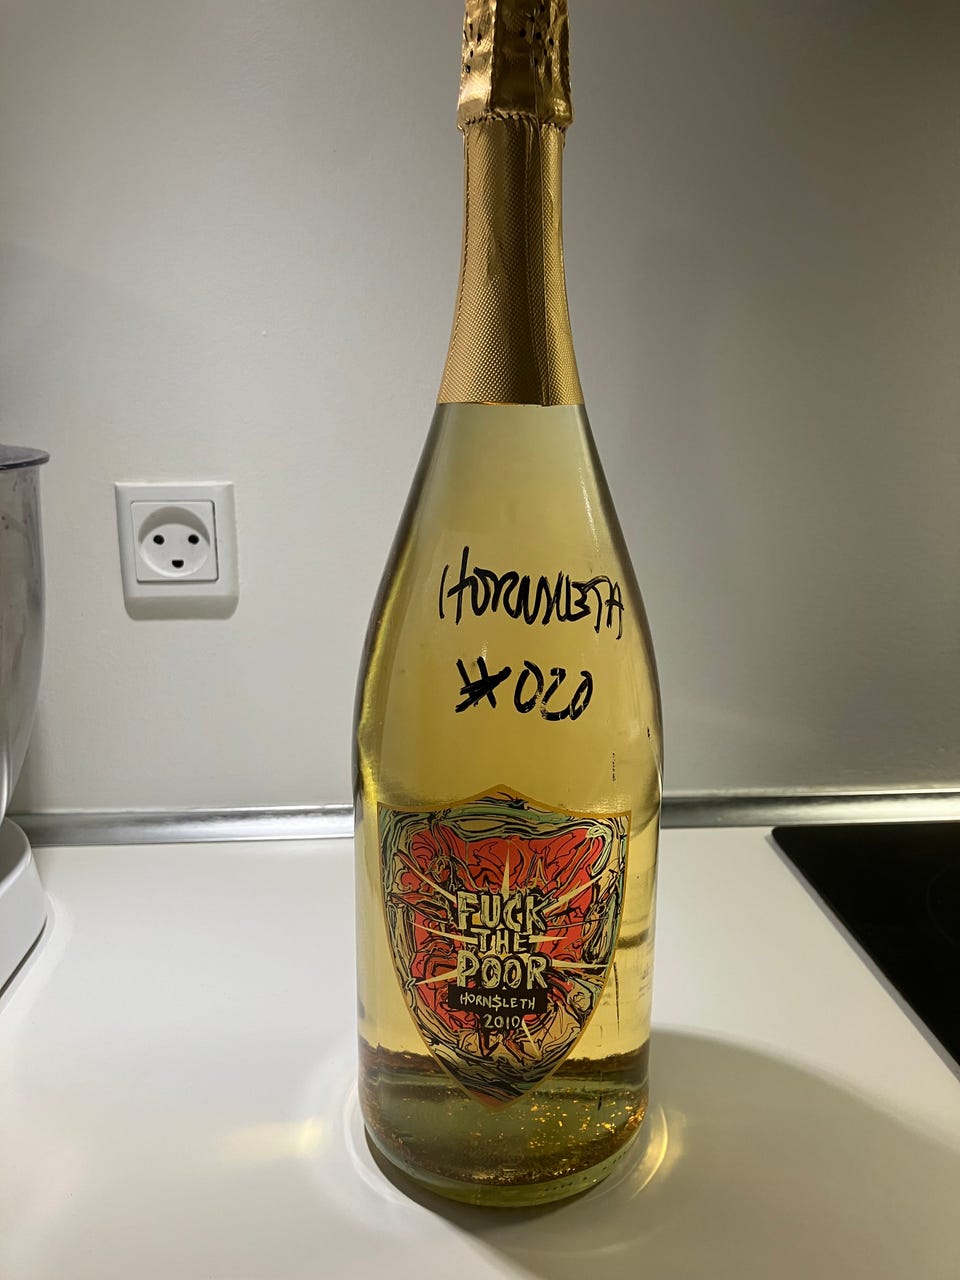 HORNSLETH
*020
FUCK
THE
POOR
HORN$LETH
2010